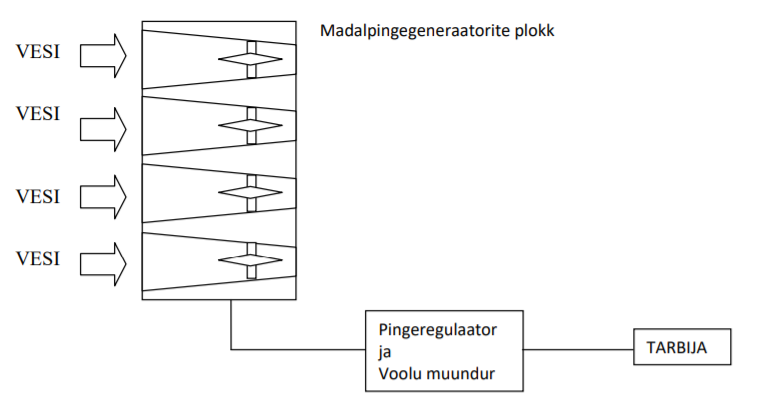 Madalpingegeneraatorite plokk
VESI
VESI
VESI
VESI
Pingeregulaator
ja
Voolu muundur
TARBIJA